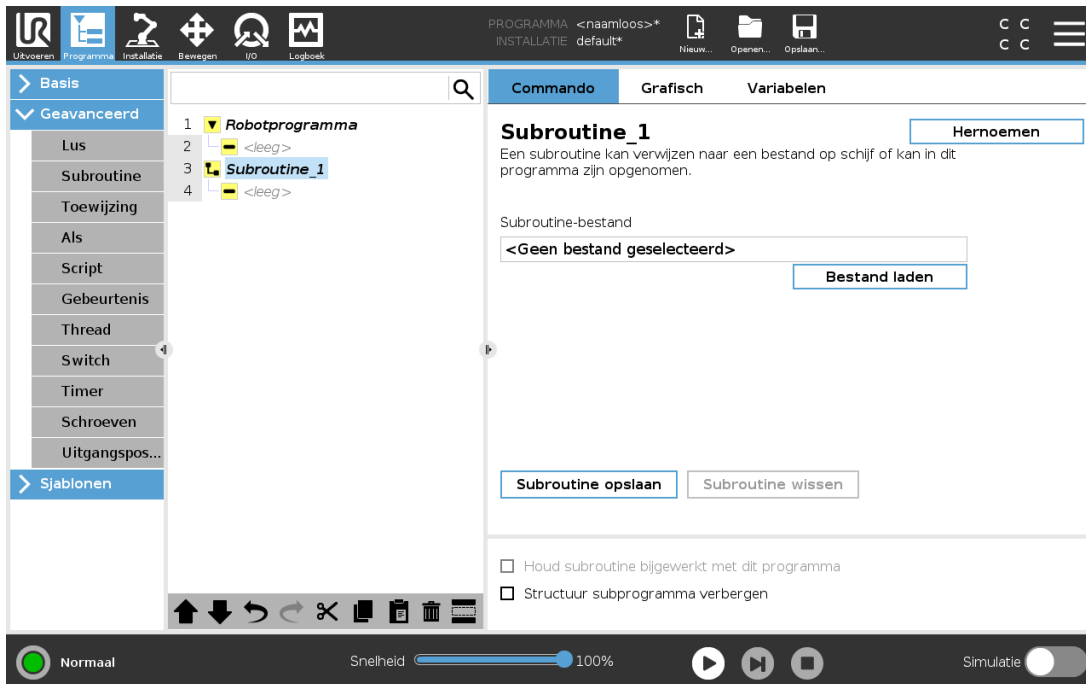 UR
Uitvoeren
Programma
Installatie
Bewegen
I/O
Logboek
PROGRAMMA <naamloos>*
INSTALLATIE default*
Nieuw...
Openen...
Opslaan...
C C
C C
Basis
Geavanceerd
Lus
Subroutine
Toewijzing
Als
Script
Gebeurtenis
Thread
Switch
Timer
Schroeven
Uitgangspos...
Sjablonen
1 Robotprogramma
2 <leeg>
3 Subroutine_1
4 <leeg>
Commando Grafisch Variabelen
Subroutine_1
Hernoemen
Een subroutine kan verwijzen naar een bestand op schijf of kan in dit
programma zijn opgenomen.
Subroutine-bestand
<Geen bestand geselecteerd>
Bestand laden
Subroutine opslaan
Subroutine wissen
Houd subroutine bijgewerkt met dit programma
Structuur subprogramma verbergen
Normaal
Snelheid 100%
Simulatie